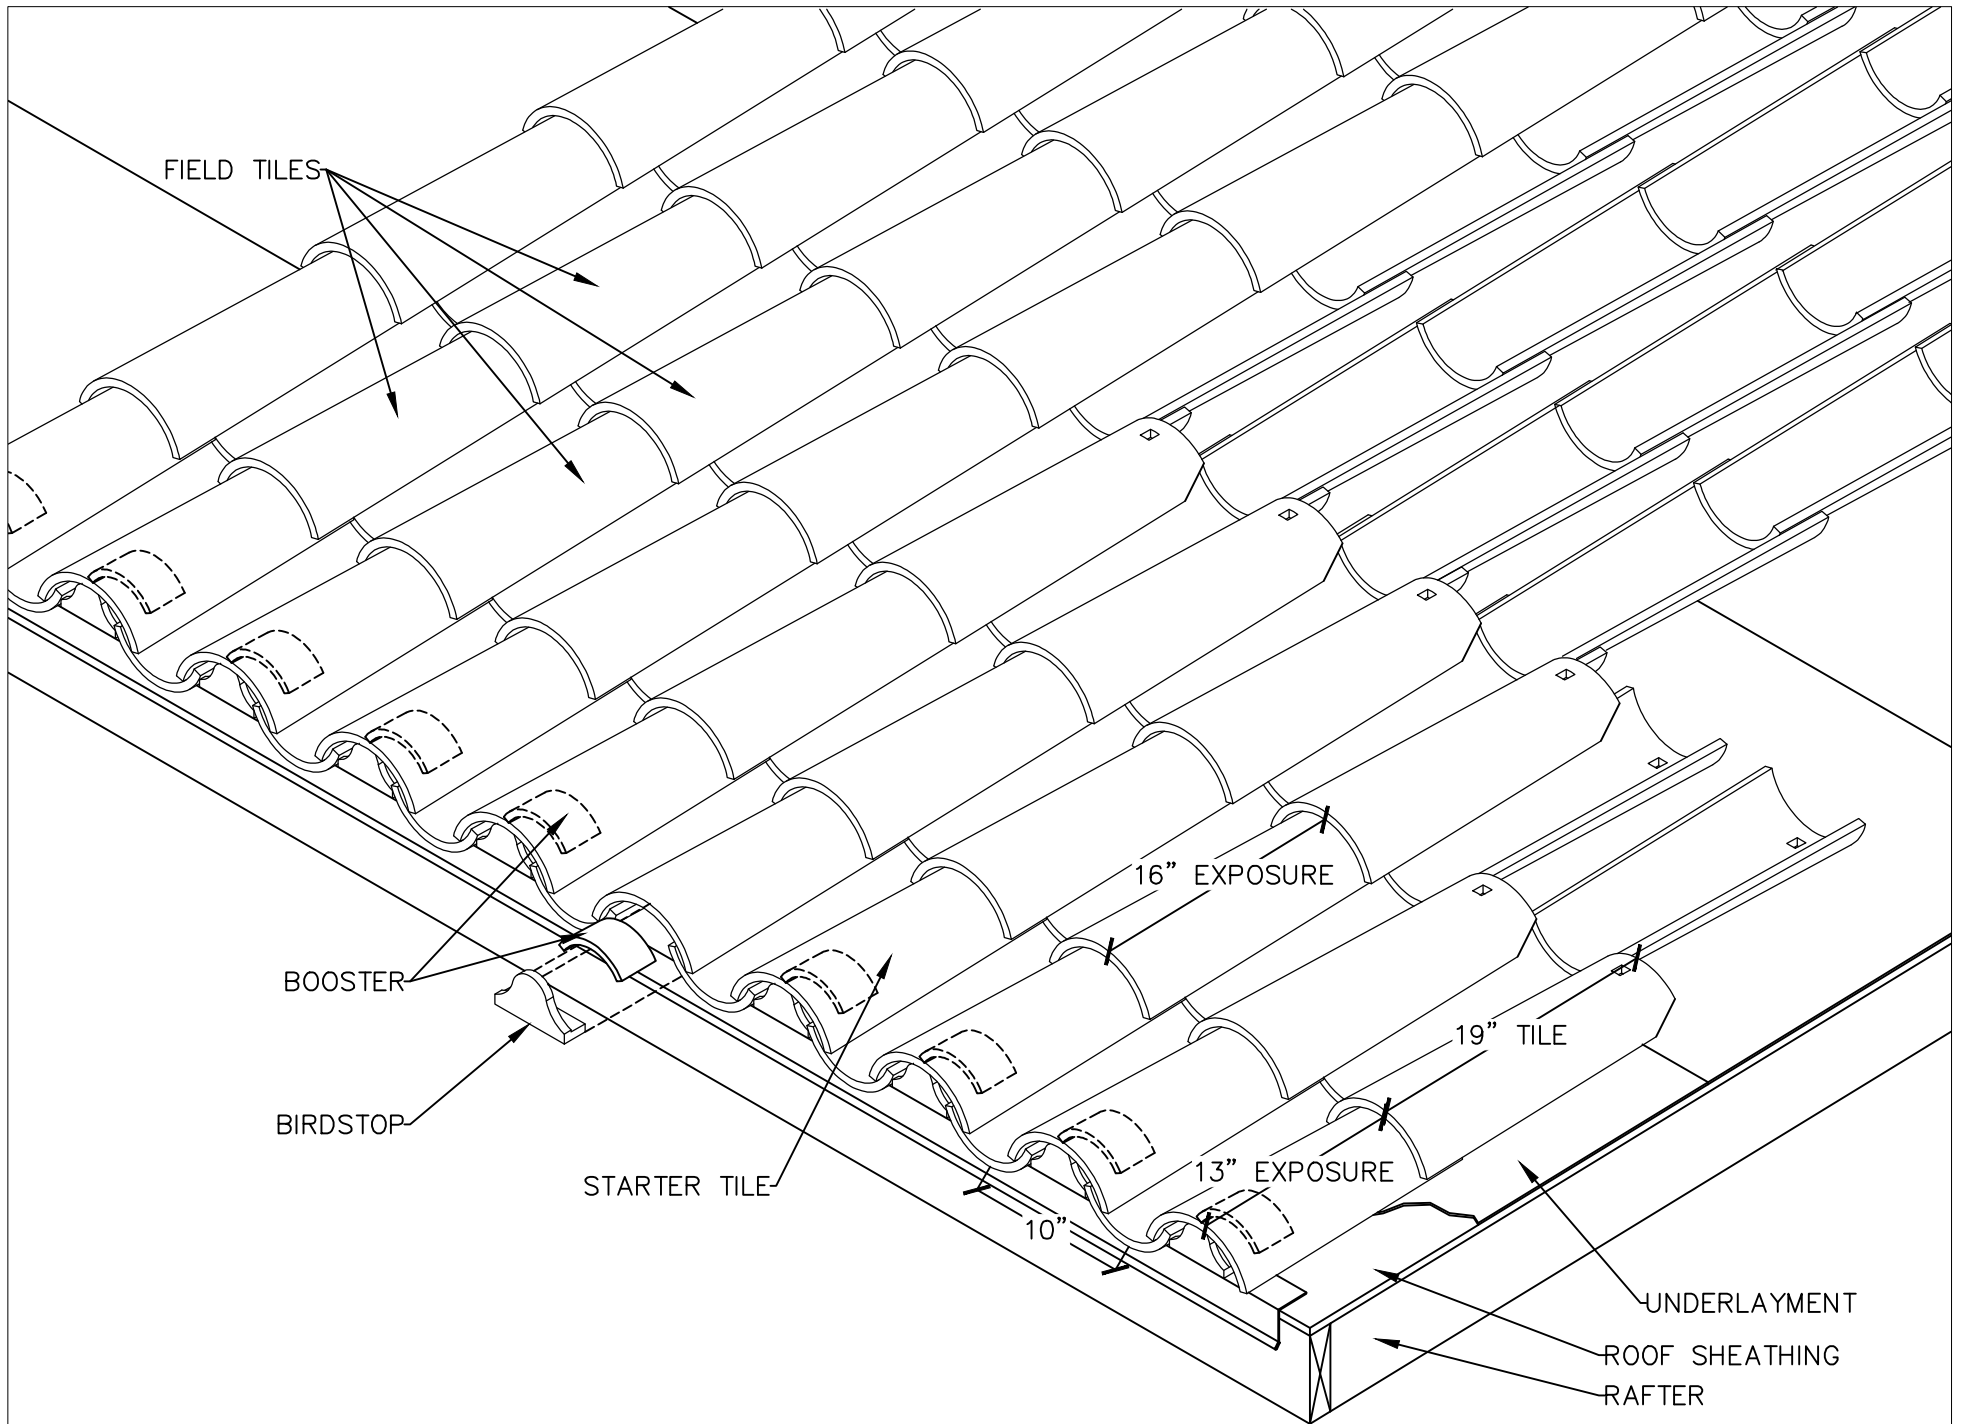 FIELD TILES
16” EXPOSURE
BOOSTER
19” TILE
BIRDSTOP
13” EXPOSURE
STARTER TILE
10”
UNDERLAYMENT
ROOF SHEATHING
RAFTER